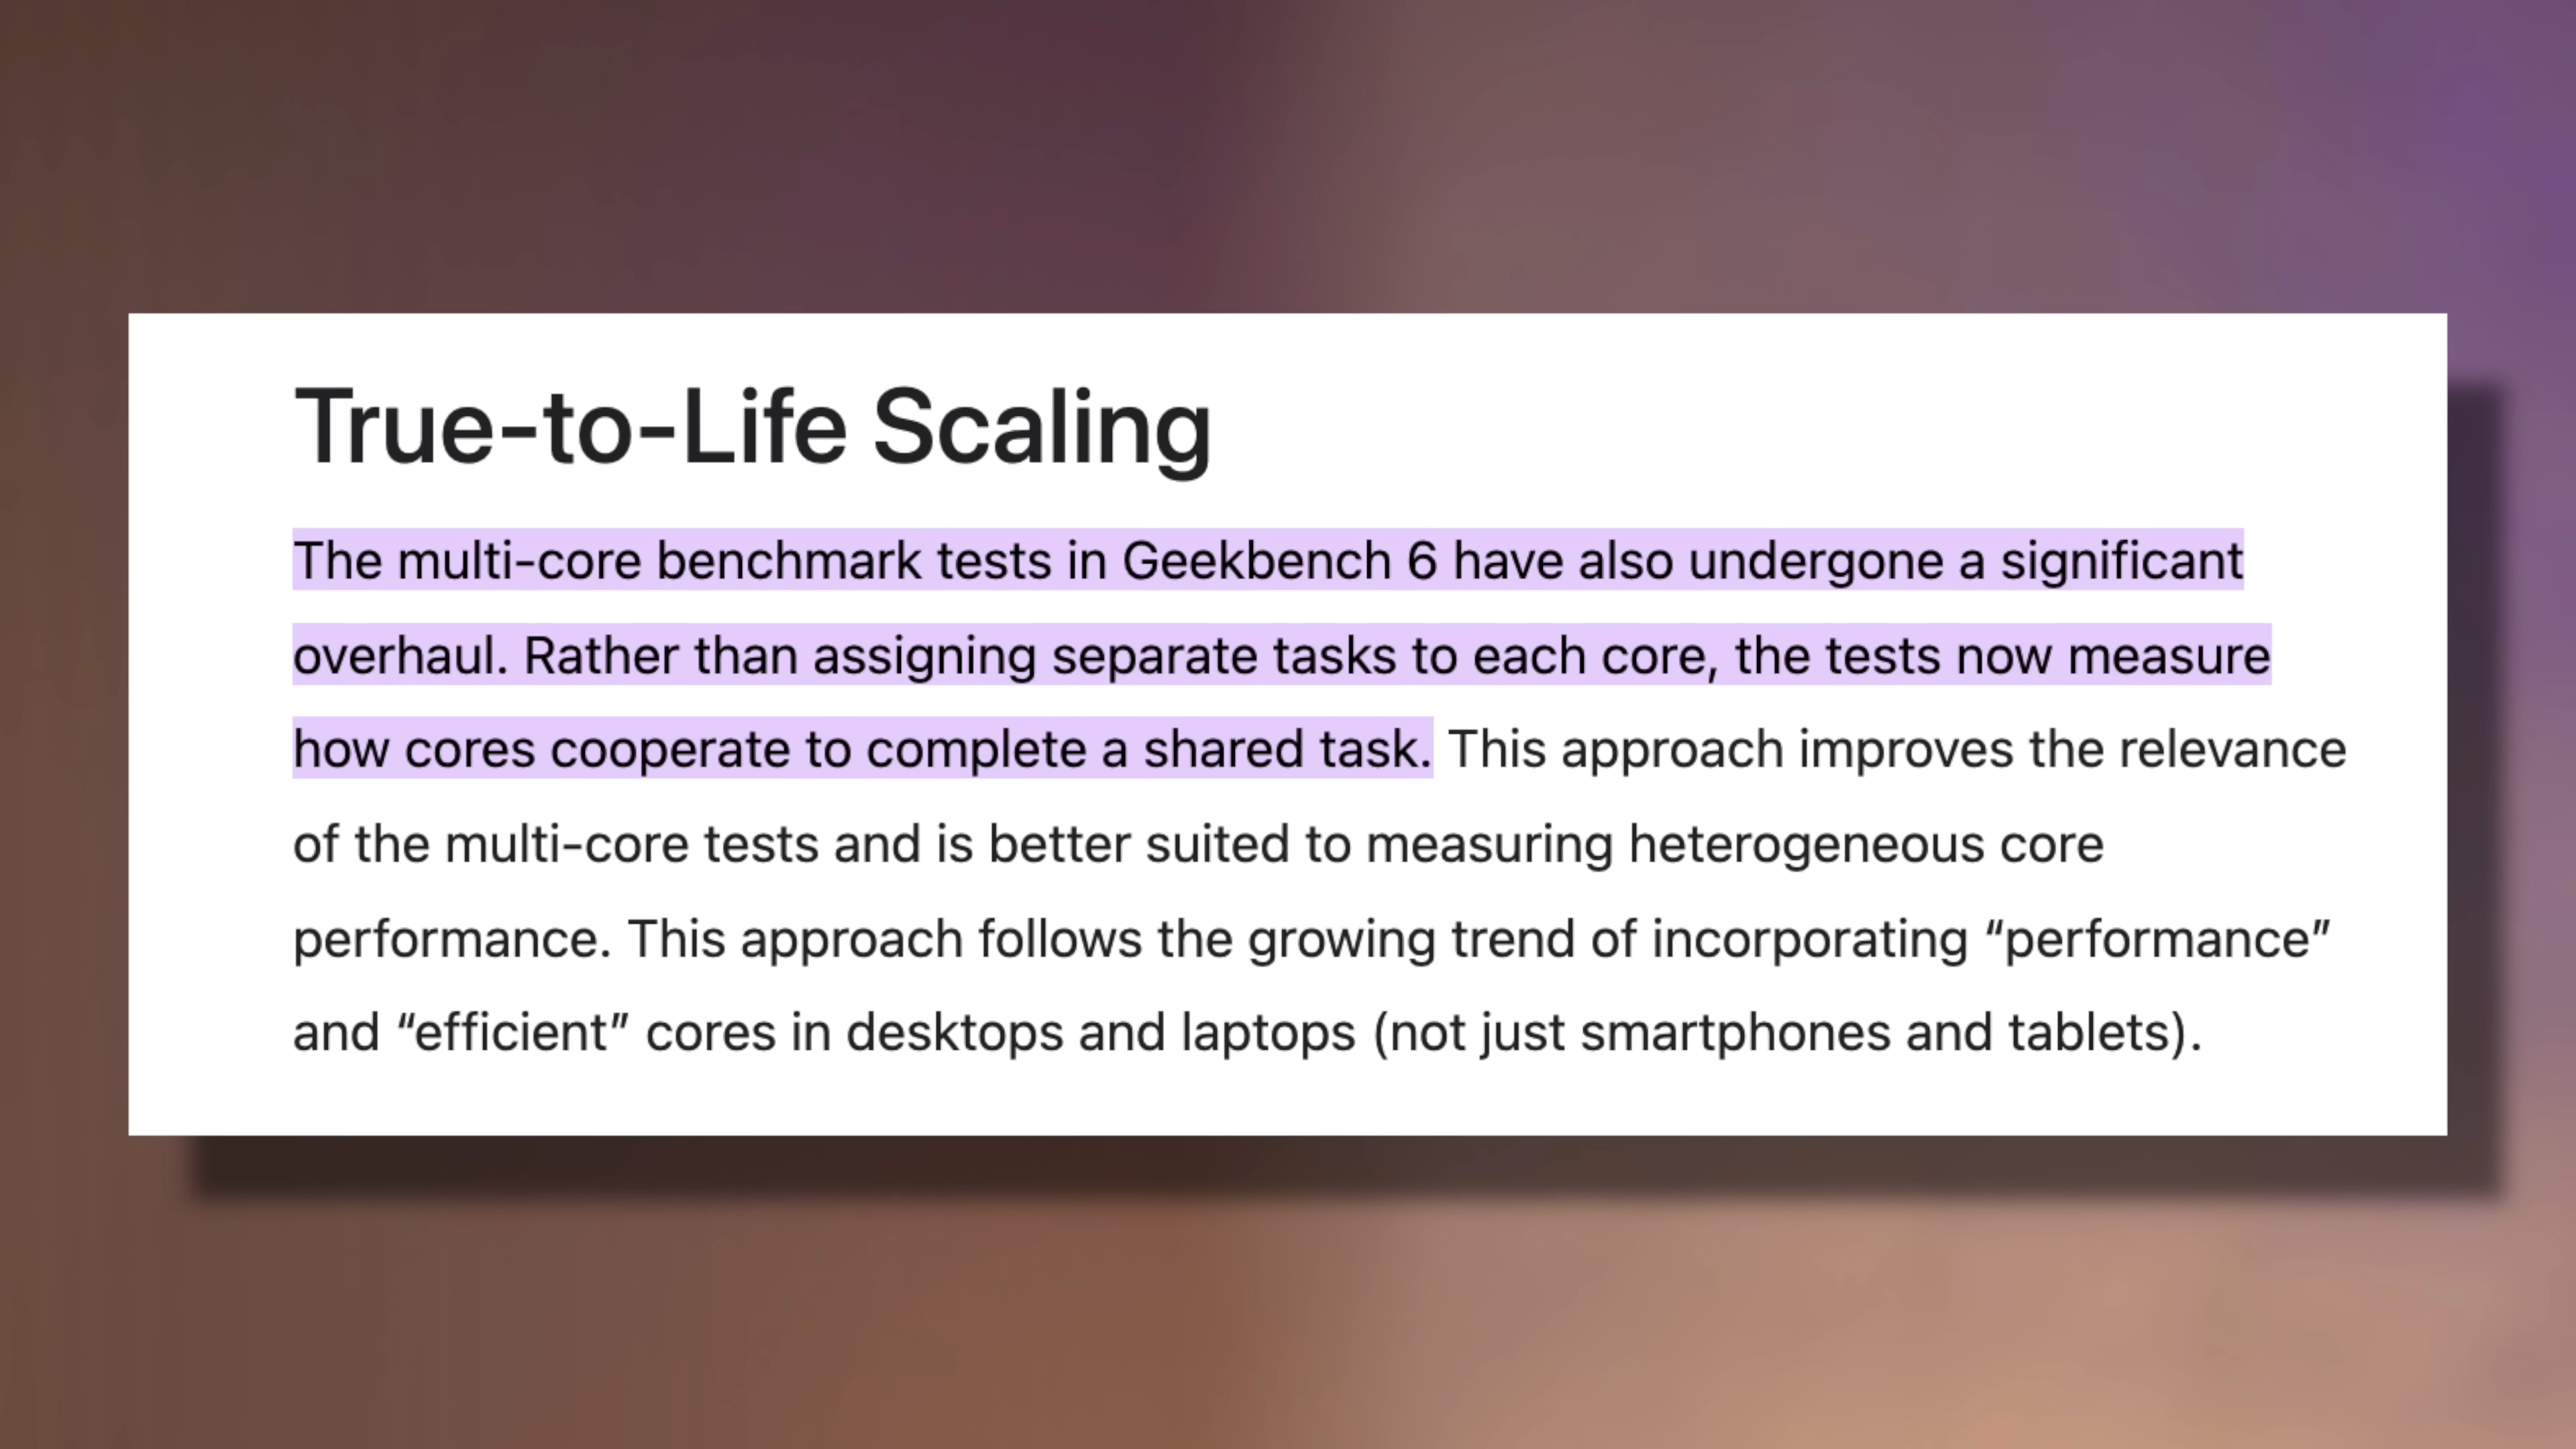 True-to-Life Scaling
The multi-core benchmark tests in Geekbench 6 have also undergone a significant
overhaul. Rather than assigning separate tasks to each core, the tests now measure
how cores cooperate to complete a shared task. This approach improves the relevance
of the multi-core tests and is better suited to measuring heterogeneous core
performance. This approach follows the growing trend of incorporating “performance”
and “efficient” cores in desktops and laptops (not just smartphones and tablets).